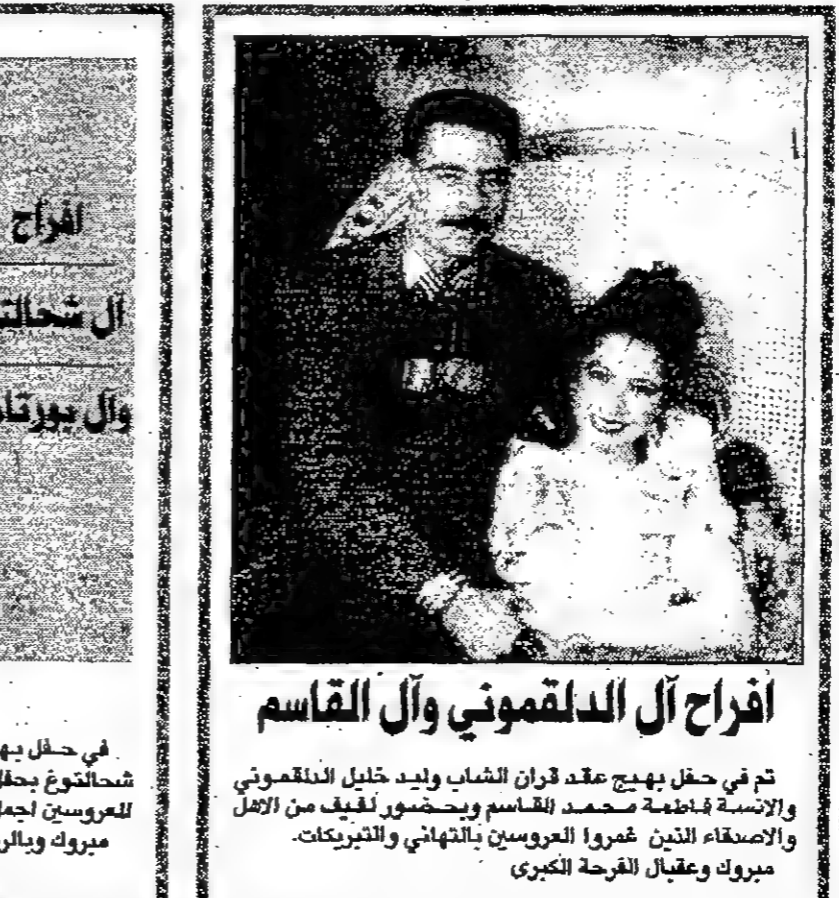 افراح آل الدلقموني وآل القاسم
تم في حفل بهيج عقد قران الشاب وليد خليل الدلقموني
والانسة فاطمة محمد القاسم وبحضور لفيف من الاهل
والاصدقاء الذين غمروا العروسين بالتهاني والتبريكات.
مبروك وعقبال الفرحة الكبرى
افراح
آل شحالتو
وآل بورتا
في حفل به
شحالتوغ بحفل
للعروسين اجما
مبروك وبالر